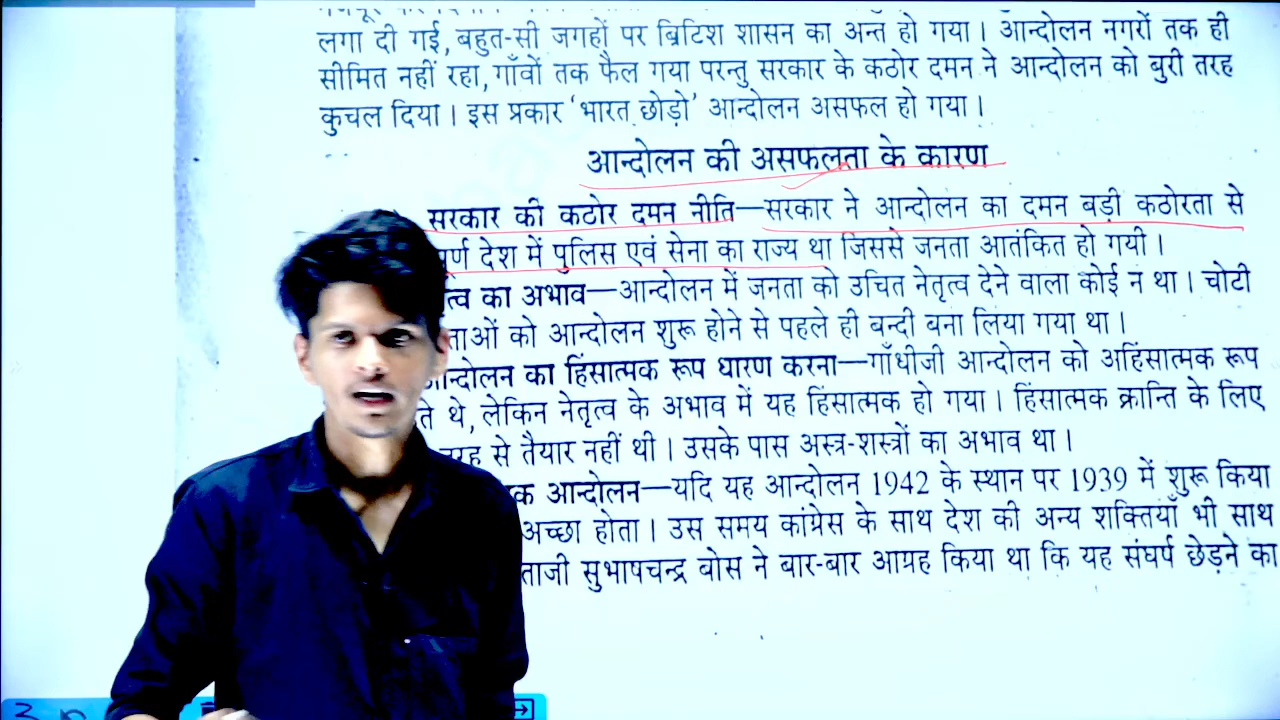 लगा दी गई, बहुत-सी जगहों पर ब्रिटिश शासन का अन्त हो गया। आन्दोलन नगरों तक ही
सीमित नहीं रहा, गाँवों तक फैल गया परन्तु सरकार के कठोर दमन ने आन्दोलन को बुरी तरह
कुचल दिया। इस प्रकार ‘भारत छोड़ो’ आन्दोलन असफल हो गया।
आन्दोलन की असफलता के कारण
सरकार की कठोर दमन नीति—सरकार ने आन्दोलन का दमन बड़ी कठोरता से
देश में पुलिस एवं सेना का राज्य था जिससे जनता आतंकित हो गयी।
का अभाव—आन्दोलन में जनता को उचित नेतृत्व देने वाला कोई न था। चोटी
को आन्दोलन शुरू होने से पहले ही बन्दी बना लिया गया था।
आन्दोलन का हिंसात्मक रूप धारण करना—गाँधीजी आन्दोलन को अहिंसात्मक रूप
थे, लेकिन नेतृत्व के अभाव में यह हिंसात्मक हो गया। हिंसात्मक क्रान्ति के लिए
से तैयार नहीं थी। उसके पास अस्त्र-शस्त्रों का अभाव था।
आन्दोलन—यदि यह आन्दोलन 1942 के स्थान पर 1939 में शुरू किया
अच्छा होता। उस समय कांग्रेस के साथ देश की अन्य शक्तियाँ भी साथ
सुभाषचन्द्र बोस ने बार-बार आग्रह किया था कि यह संघर्ष छेड़ने का